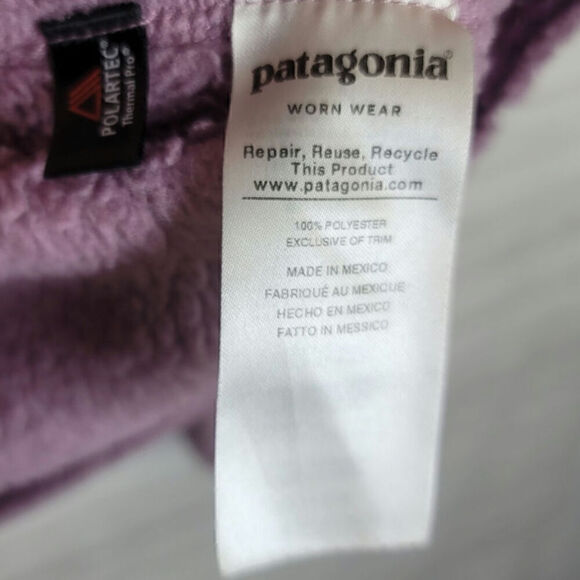 POLARTEC®
Thermal Pro®
patagonia®
WORN WEAR
Repair, Reuse, Recycle
This Product
www.patagonia.com
100% POLYESTER
EXCLUSIVE OF TRIM
MADE IN MEXICO
FABRIQUÉ AU MEXIQUE
HECHO EN MEXICO
FATTO IN MESSICO